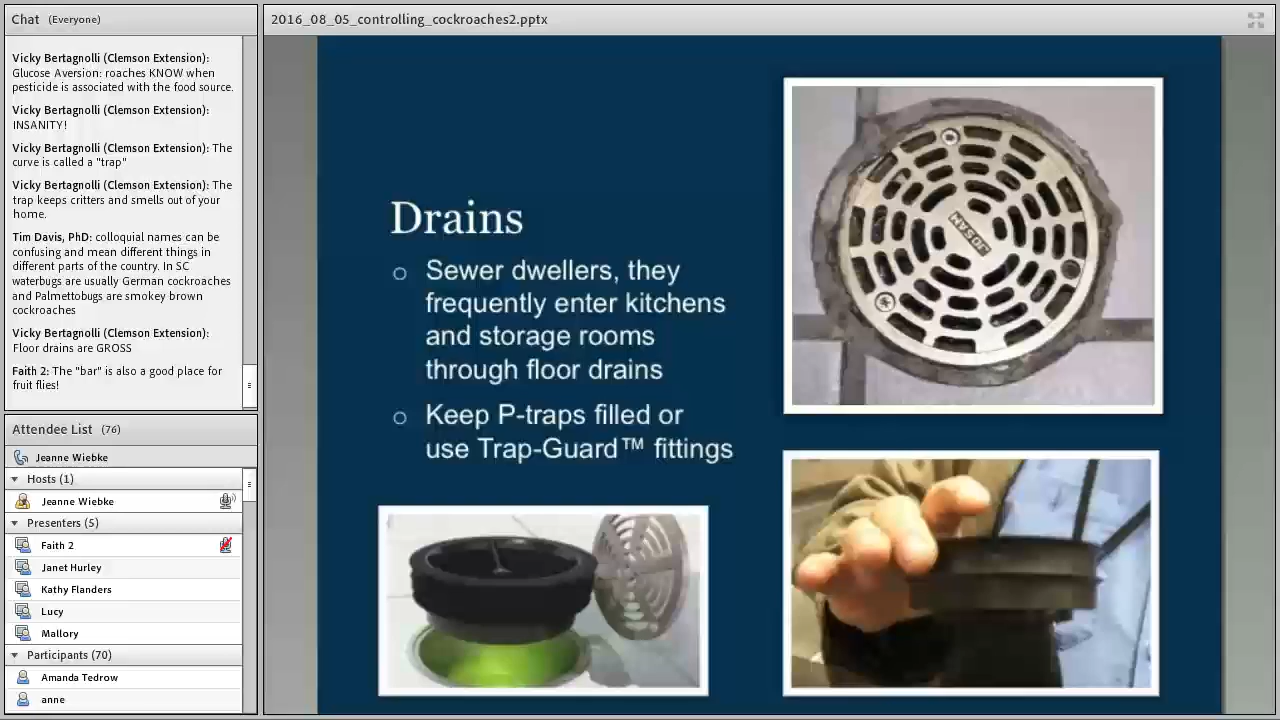 Chat (Everyone)
Vicky Bertagnolli (Clemson Extension):
Glucose Aversion: roaches KNOW when
pesticide is associated with the food source.
Vicky Bertagnolli (Clemson Extension):
INSANITY!
Vicky Bertagnolli (Clemson Extension): The
curve is called a "trap"
Vicky Bertagnolli (Clemson Extension): The
trap keeps critters and smells out of your
home.
Tim Davis, PhD: colloquial names can be
confusing and mean different things in
different parts of the country. In SC
waterbugs are usually German cockroaches
and Palmettobugs are smokey brown
cockroaches
Vicky Bertagnolli (Clemson Extension):
Floor drains are GROSS
Faith 2: The "bar" is also a good place for
fruit flies!
Attendee List (76)
Jeanne Wiebke
Hosts (1)
Jeanne Wiebke
Presenters (5)
Faith 2
Janet Hurley
Kathy Flanders
Lucy
Mallory
Participants (70)
Amanda Tedrow
anne
2016_08_05_controlling_cockroaches2.pptx
Drains
Sewer dwellers, they
frequently enter kitchens
and storage rooms
through floor drains
Keep P-traps filled or
use Trap-Guard™ fittings
JOSAM